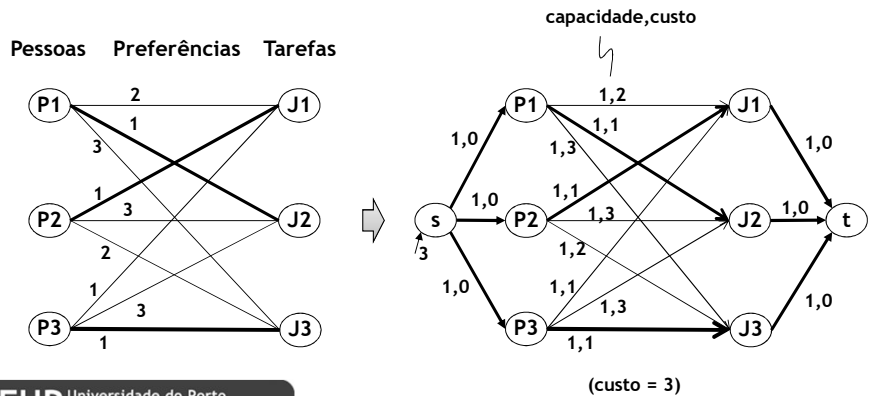 capacidade,custo
Pessoas Preferências Tarefas
P1 2 J1
1
3
1
P2 3 J2
2
1
3
P3 1 J3
P1 1,2 J1
1,1
1,3
1,0 1,0
1,1
s 1,0 P2 1,3 J2 1,0 t
3
1,2
1,0 1,1 1,0
1,3
P3 1,1 J3
(custo = 3)